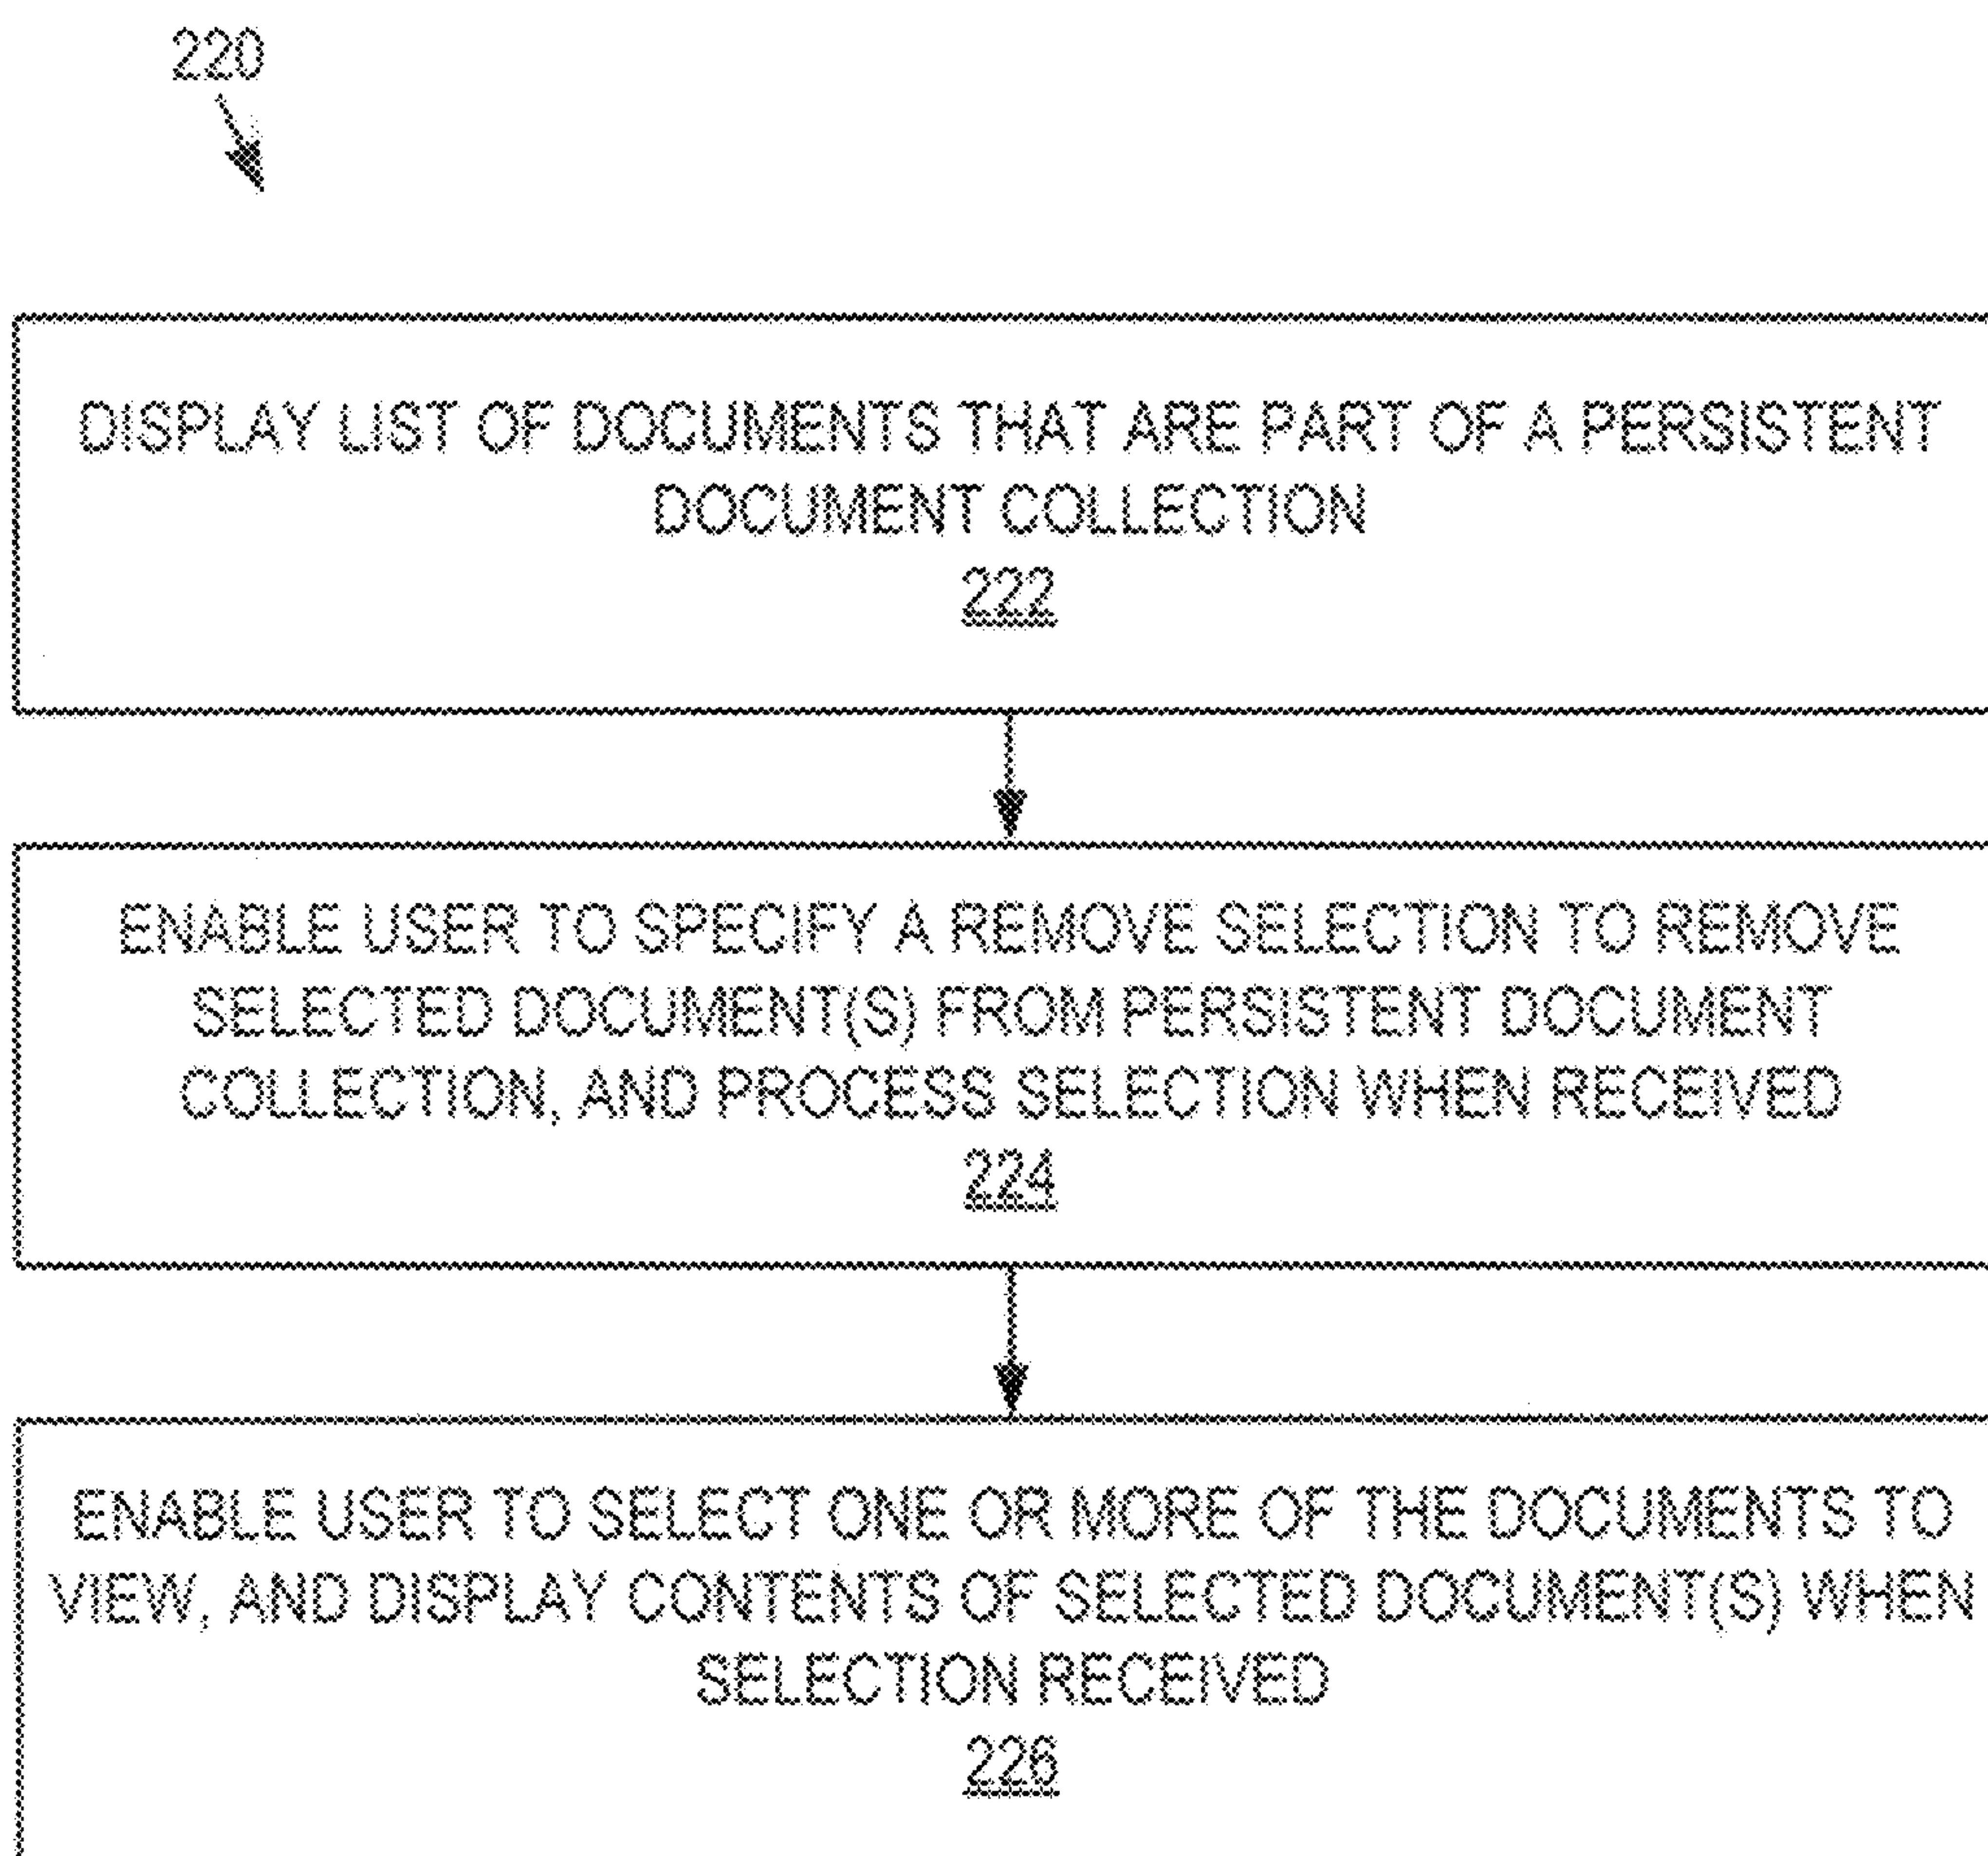 220
DISPLAY LIST OF DOCUMENTS THAT ARE PART OF A PERSISTENT
DOCUMENT COLLECTION
222
ENABLE USER TO SPECIFY A REMOVE SELECTION TO REMOVE
SELECTED DOCUMENT(S) FROM PERSISTENT DOCUMENT
COLLECTION, AND PROCESS SELECTION WHEN RECEIVED
224
ENABLE USER TO SELECT ONE OR MORE OF THE DOCUMENTS TO
VIEW, AND DISPLAY CONTENTS OF SELECTED DOCUMENT(S) WHEN
SELECTION RECEIVED
226